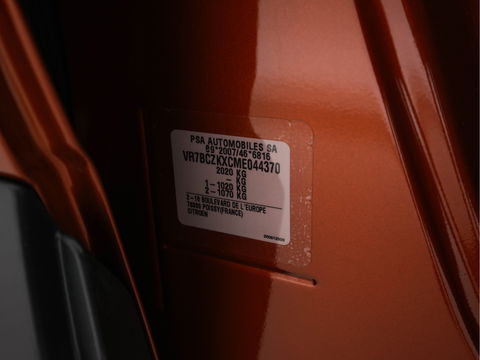 PSA AUTOMOBILES SA
e9*2007/46*6816
VR7BCZKXCME044370
2020 KG
- KG
1-1020 KG
2-1070 KG
2-10 BOULEVARD DE L'EUROPE
78300 POISSY(FRANCE)
CITROEN